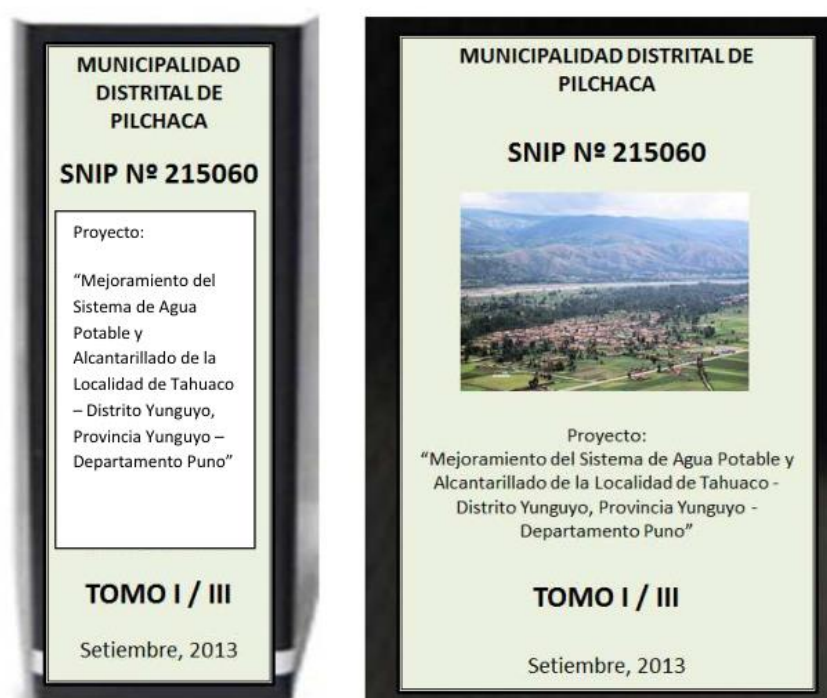 MUNICIPALIDAD
DISTRITAL DE
PILCHACA
SNIP Nº 215060
Proyecto:
“Mejoramiento del
Sistema de Agua
Potable y
Alcantarillado de la
Localidad de Tahuaco
– Distrito Yunguyo,
Provincia Yunguyo –
Departamento Puno”
TOMO I / III
Setiembre, 2013
MUNICIPALIDAD DISTRITAL DE
PILCHACA
SNIP Nº 215060
Proyecto:
“Mejoramiento del Sistema de Agua Potable y
Alcantarillado de la Localidad de Tahuaco -
Distrito Yunguyo, Provincia Yunguyo -
Departamento Puno”
TOMO I / III
Setiembre, 2013